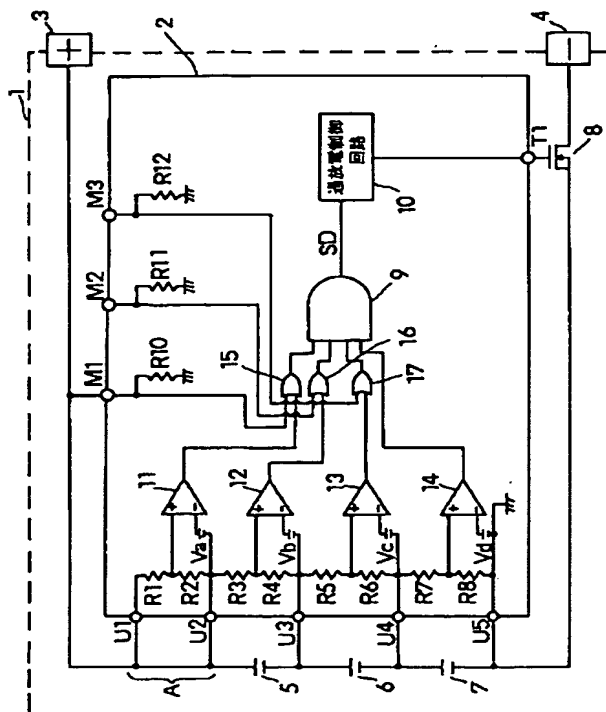 1
3
+
2
4
−
M1
M2
M3
R10
R11
R12
15
16
17
9
SD
過放電制御
回路
10
T1
8
11
12
13
14
+
-
+
-
+
-
+
-
Va
Vb
Vc
Vd
R1
R2
R3
R4
R5
R6
R7
R8
U1
U2
U3
U4
U5
A
5
6
7